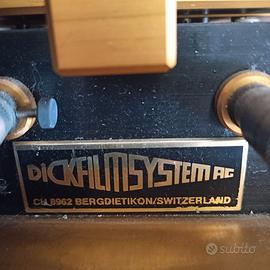 DICKFILMSYSTEM AG
CH 8962 BERGDIETIKON/SWITZERLAND
subito